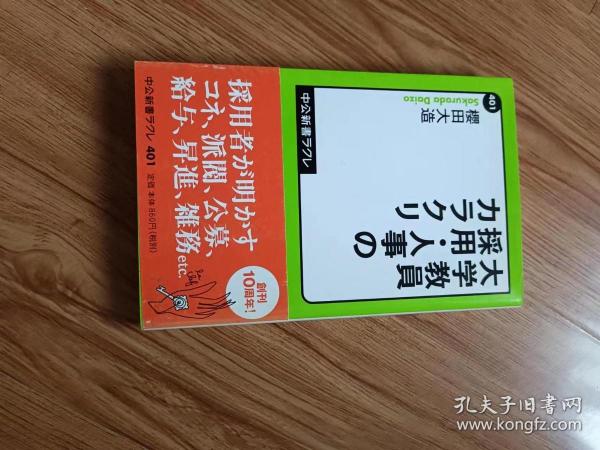 401
Sakurada Daizo
櫻田大造
大学教員
採用・人事の
カラクリ
中公新書ラクレ
採用者が明かす
コネ、派閥、公募、
給与、昇進、雑務etc.
創刊
10周年!
中公新書ラクレ 401
定価 本体860円(税別)
孔夫子旧书网
www.kongfz.com